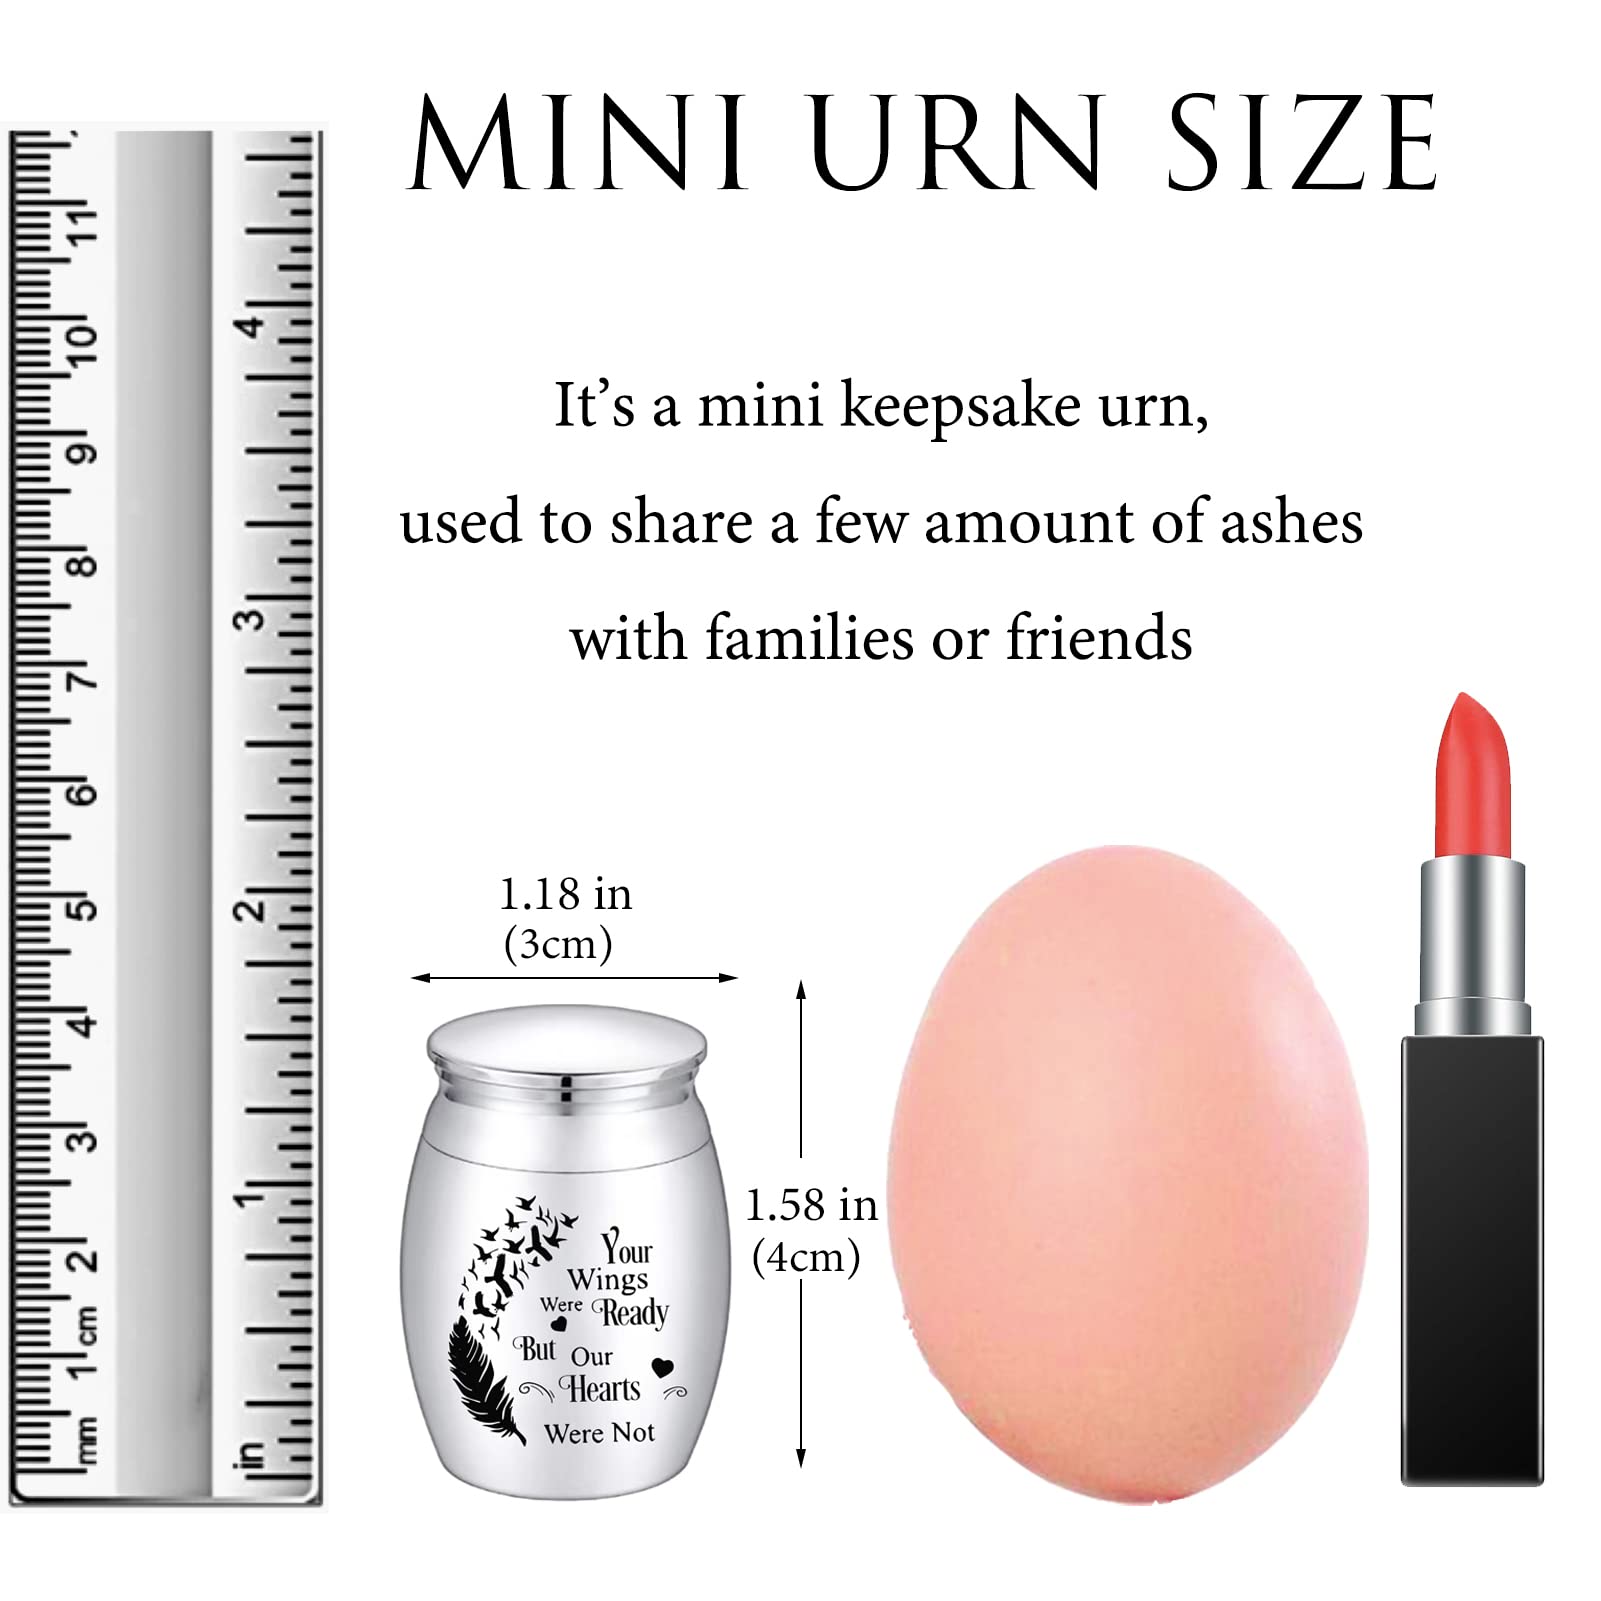 MINI URN SIZE
It's a mini keepsake urn,
used to share a few amount of ashes
with families or friends
1.18 in
(3cm)
1.58 in
(4cm)
Your
Wings
Were Ready
But Our
Hearts
Were Not
11
10
9
8
7
6
5
4
3
2
1cm
mm
4
3
2
1
in